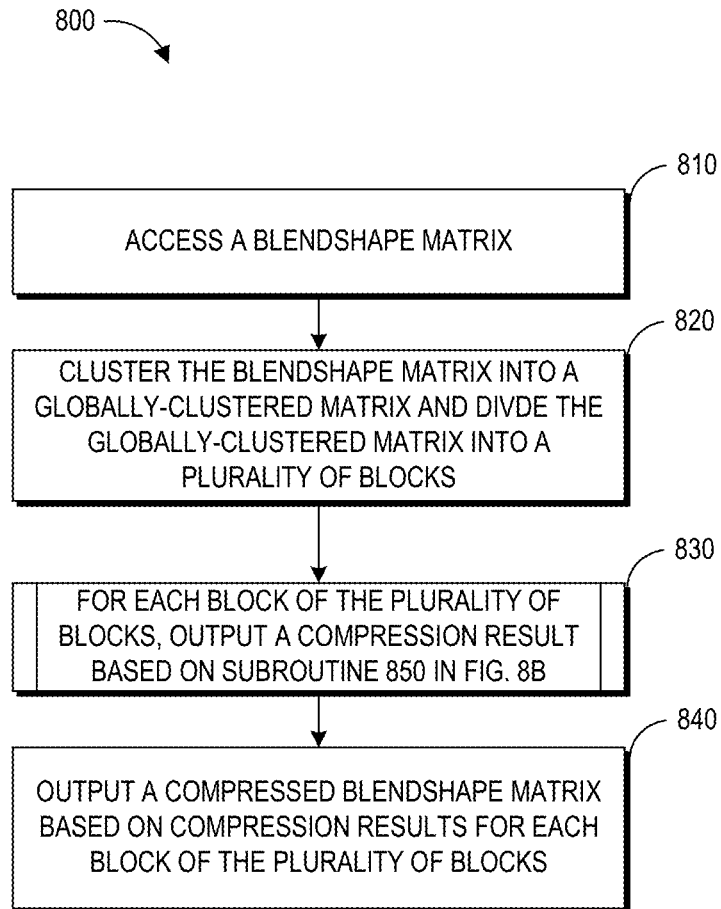 800
810
ACCESS A BLENDSHAPE MATRIX
820
CLUSTER THE BLENDSHAPE MATRIX INTO A
GLOBALLY-CLUSTERED MATRIX AND DIVDE THE
GLOBALLY-CLUSTERED MATRIX INTO A
PLURALITY OF BLOCKS
830
FOR EACH BLOCK OF THE PLURALITY OF
BLOCKS, OUTPUT A COMPRESSION RESULT
BASED ON SUBROUTINE 850 IN FIG. 8B
840
OUTPUT A COMPRESSED BLENDSHAPE MATRIX
BASED ON COMPRESSION RESULTS FOR EACH
BLOCK OF THE PLURALITY OF BLOCKS